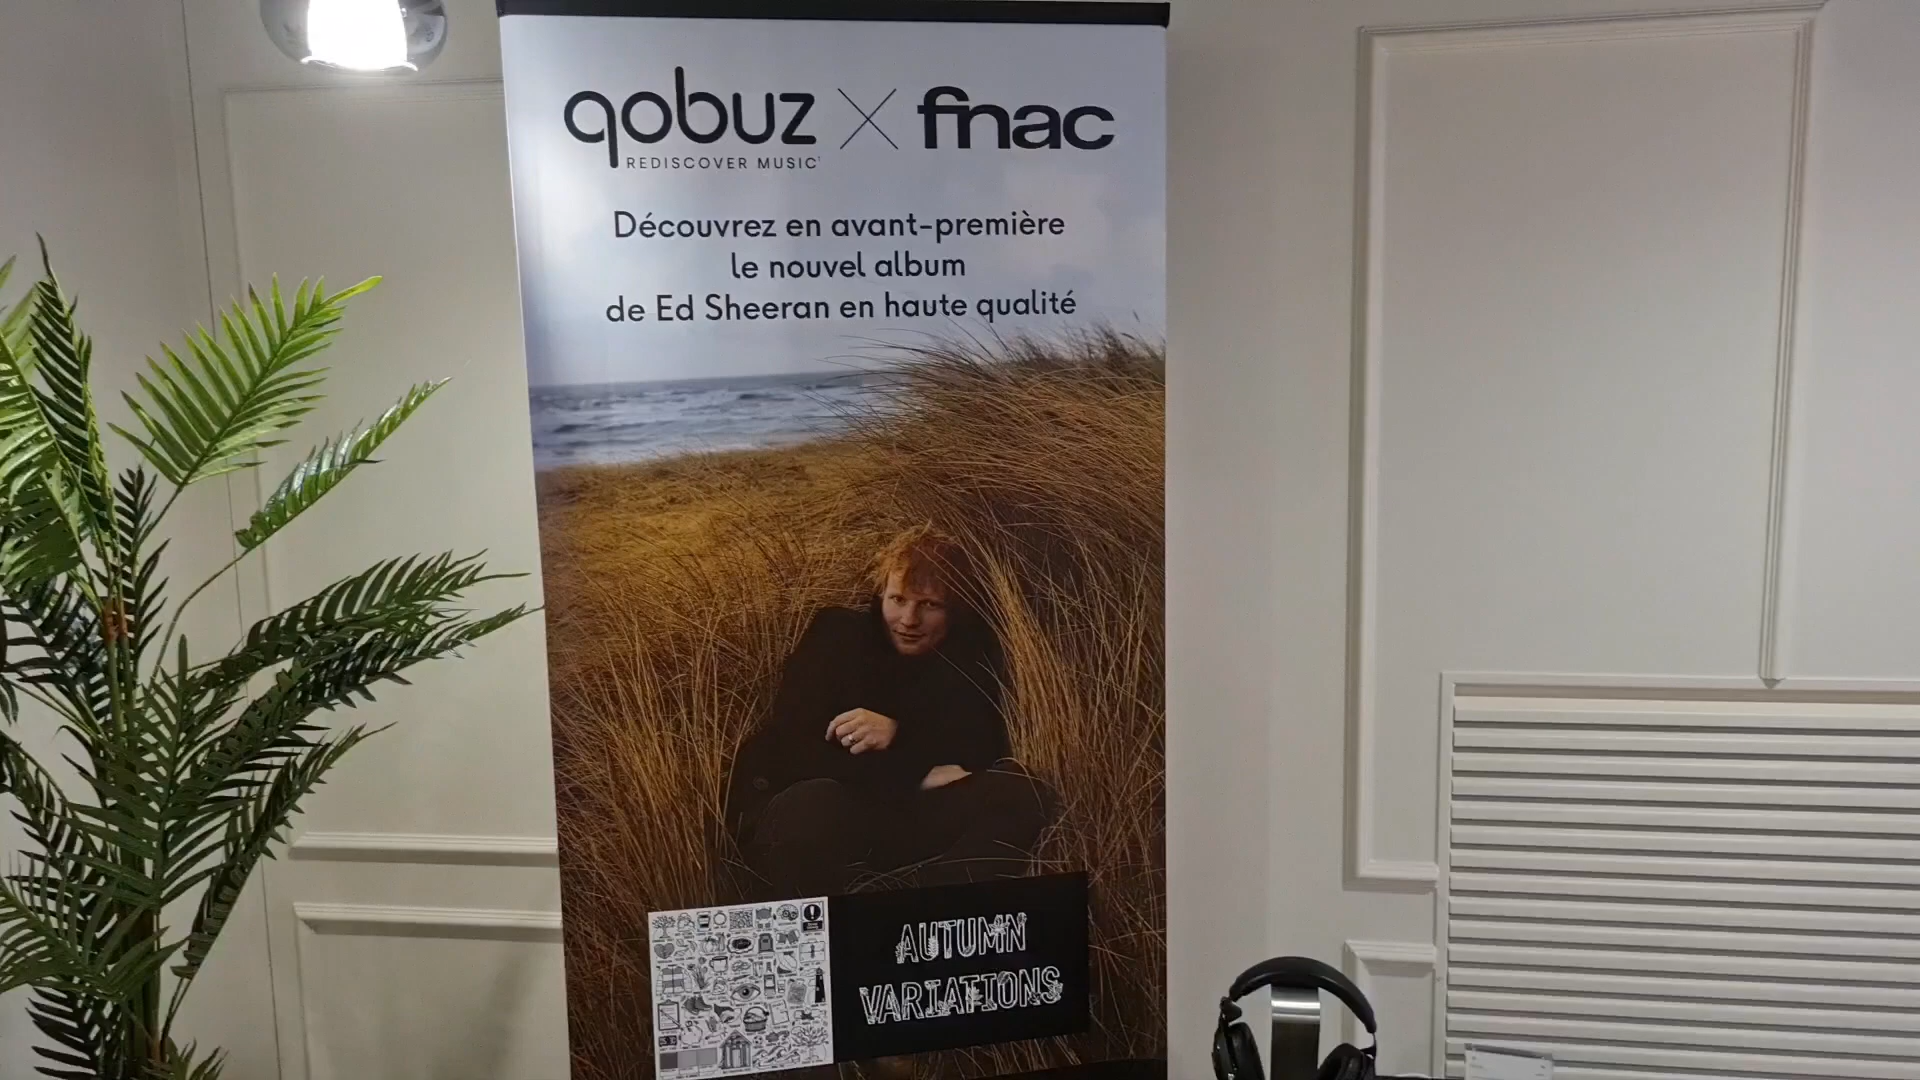 qobuz X fnac
REDISCOVER MUSIC
Découvrez en avant-première
le nouvel album
de Ed Sheeran en haute qualité
AUTUMN
VARIATIONS